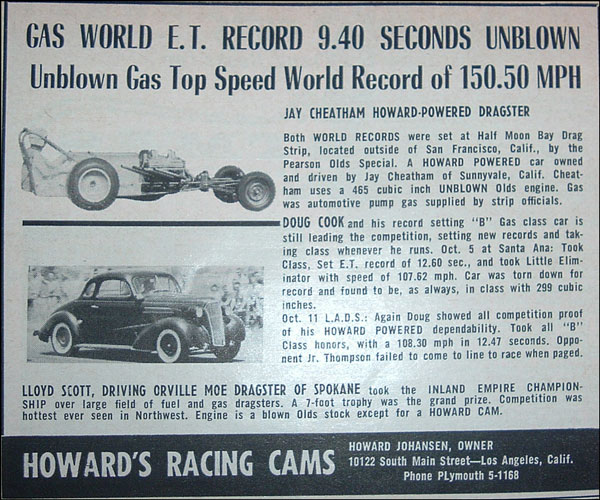 GAS WORLD E.T. RECORD 9.40 SECONDS UNBLOWN
Unblown Gas Top Speed World Record of 150.50 MPH
JAY CHEATHAM HOWARD-POWERED DRAGSTER
Both WORLD RECORDS were set at Half Moon Bay Drag
Strip, located outside of San Francisco, Calif., by the
Pearson Olds Special. A HOWARD POWERED car owned
and driven by Jay Cheatham of Sunnyvale, Calif. Cheat-
ham uses a 465 cubic inch UNBLOWN Olds engine. Gas
was automotive pump gas supplied by strip officials.
DOUG COOK and his record setting "B" Gas class car is
still leading the competition, setting new records and tak-
ing class whenever he runs. Oct. 5 at Santa Ana: Took
Class, Set E.T. record of 12.60 sec., and took Little Elim-
inator with speed of 107.62 mph. Car was torn down for
record and found to be, as always, in class with 299 cubic
inches.
Oct. 11 L.A.D.S.: Again Doug showed all competition proof
of his HOWARD POWERED dependability. Took all "B"
Class honors, with a 108.30 mph in 12.47 seconds. Oppo-
nent Jr. Thompson failed to come to line to race when paged.
LLOYD SCOTT, DRIVING ORVILLE MOE DRAGSTER OF SPOKANE took the INLAND EMPIRE CHAMPION-
SHIP over large field of fuel and gas dragsters. A 7-foot trophy was the grand prize. Competition was
hottest ever seen in Northwest. Engine is a blown Olds stock except for a HOWARD CAM.
HOWARD'S RACING CAMS
HOWARD JOHANSEN, OWNER
10122 South Main Street—Los Angeles, Calif.
Phone PLymouth 5-1168